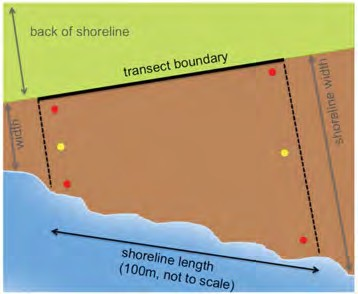 back of shoreline
transect boundary
width
shoreline width
shoreline length
(100m, not to scale)